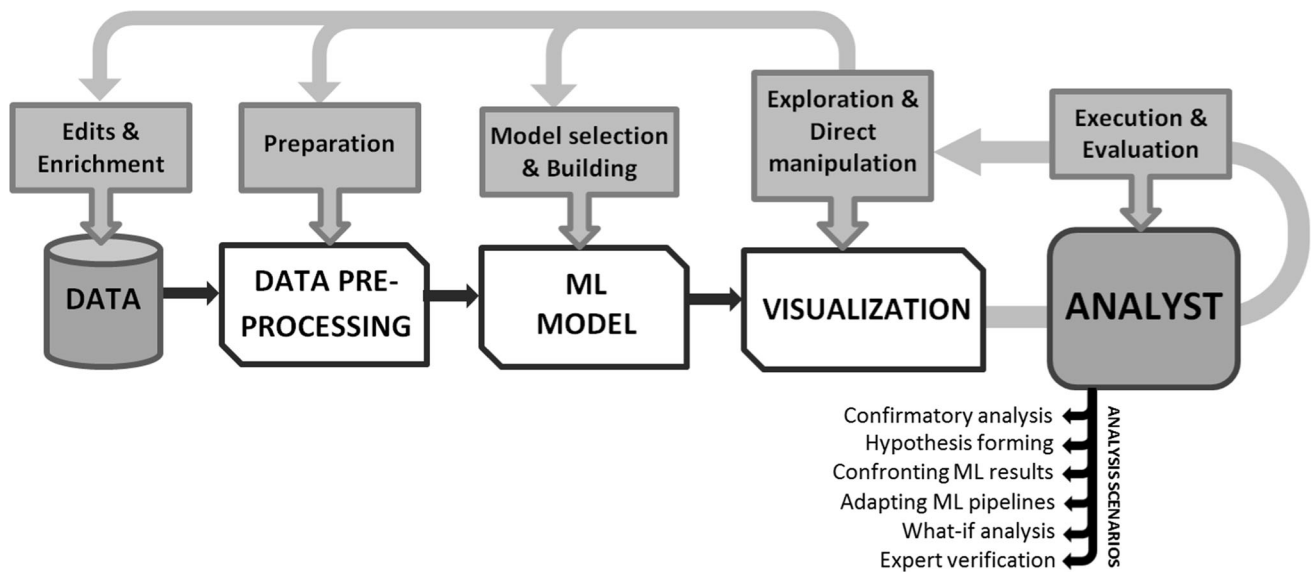 Edits &
Enrichment
Preparation
Model selection
& Building
Exploration &
Direct
manipulation
Execution &
Evaluation
DATA
DATA PRE-
PROCESSING
ML
MODEL
VISUALIZATION
ANALYST
Confirmatory analysis
Hypothesis forming
Confronting ML results
Adapting ML pipelines
What-if analysis
Expert verification
ANALYSIS SCENARIOS